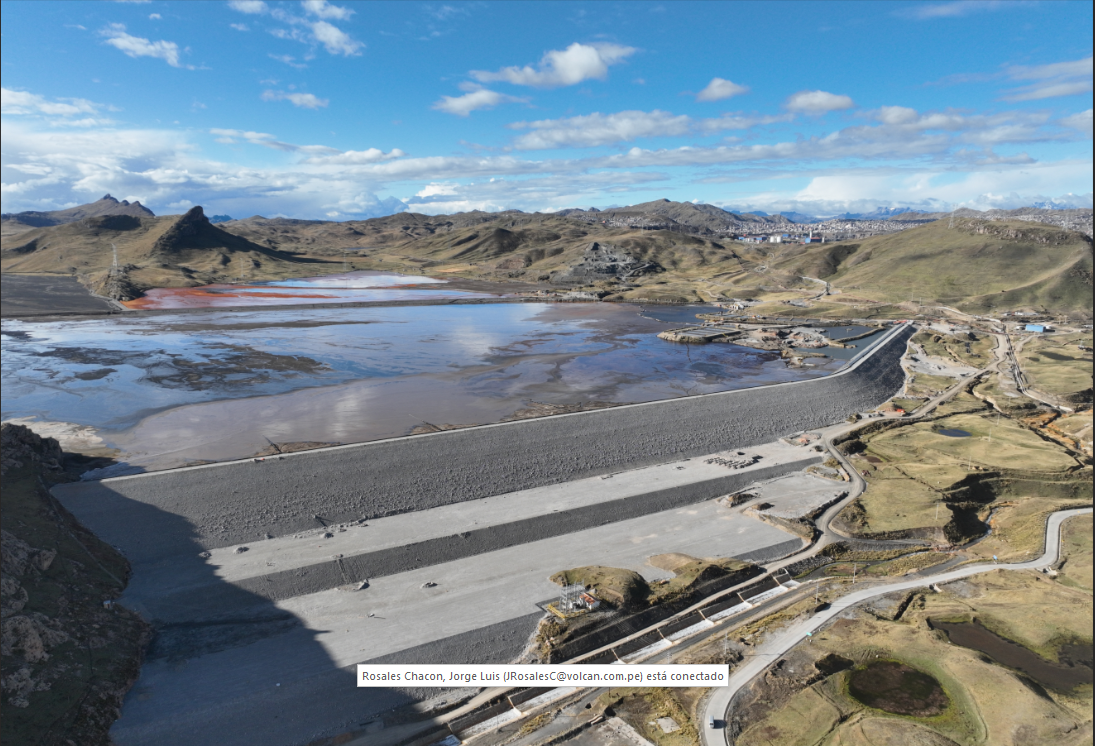 Rosales Chacon, Jorge Luis (JRosalesC@volcan.com.pe) está conectado